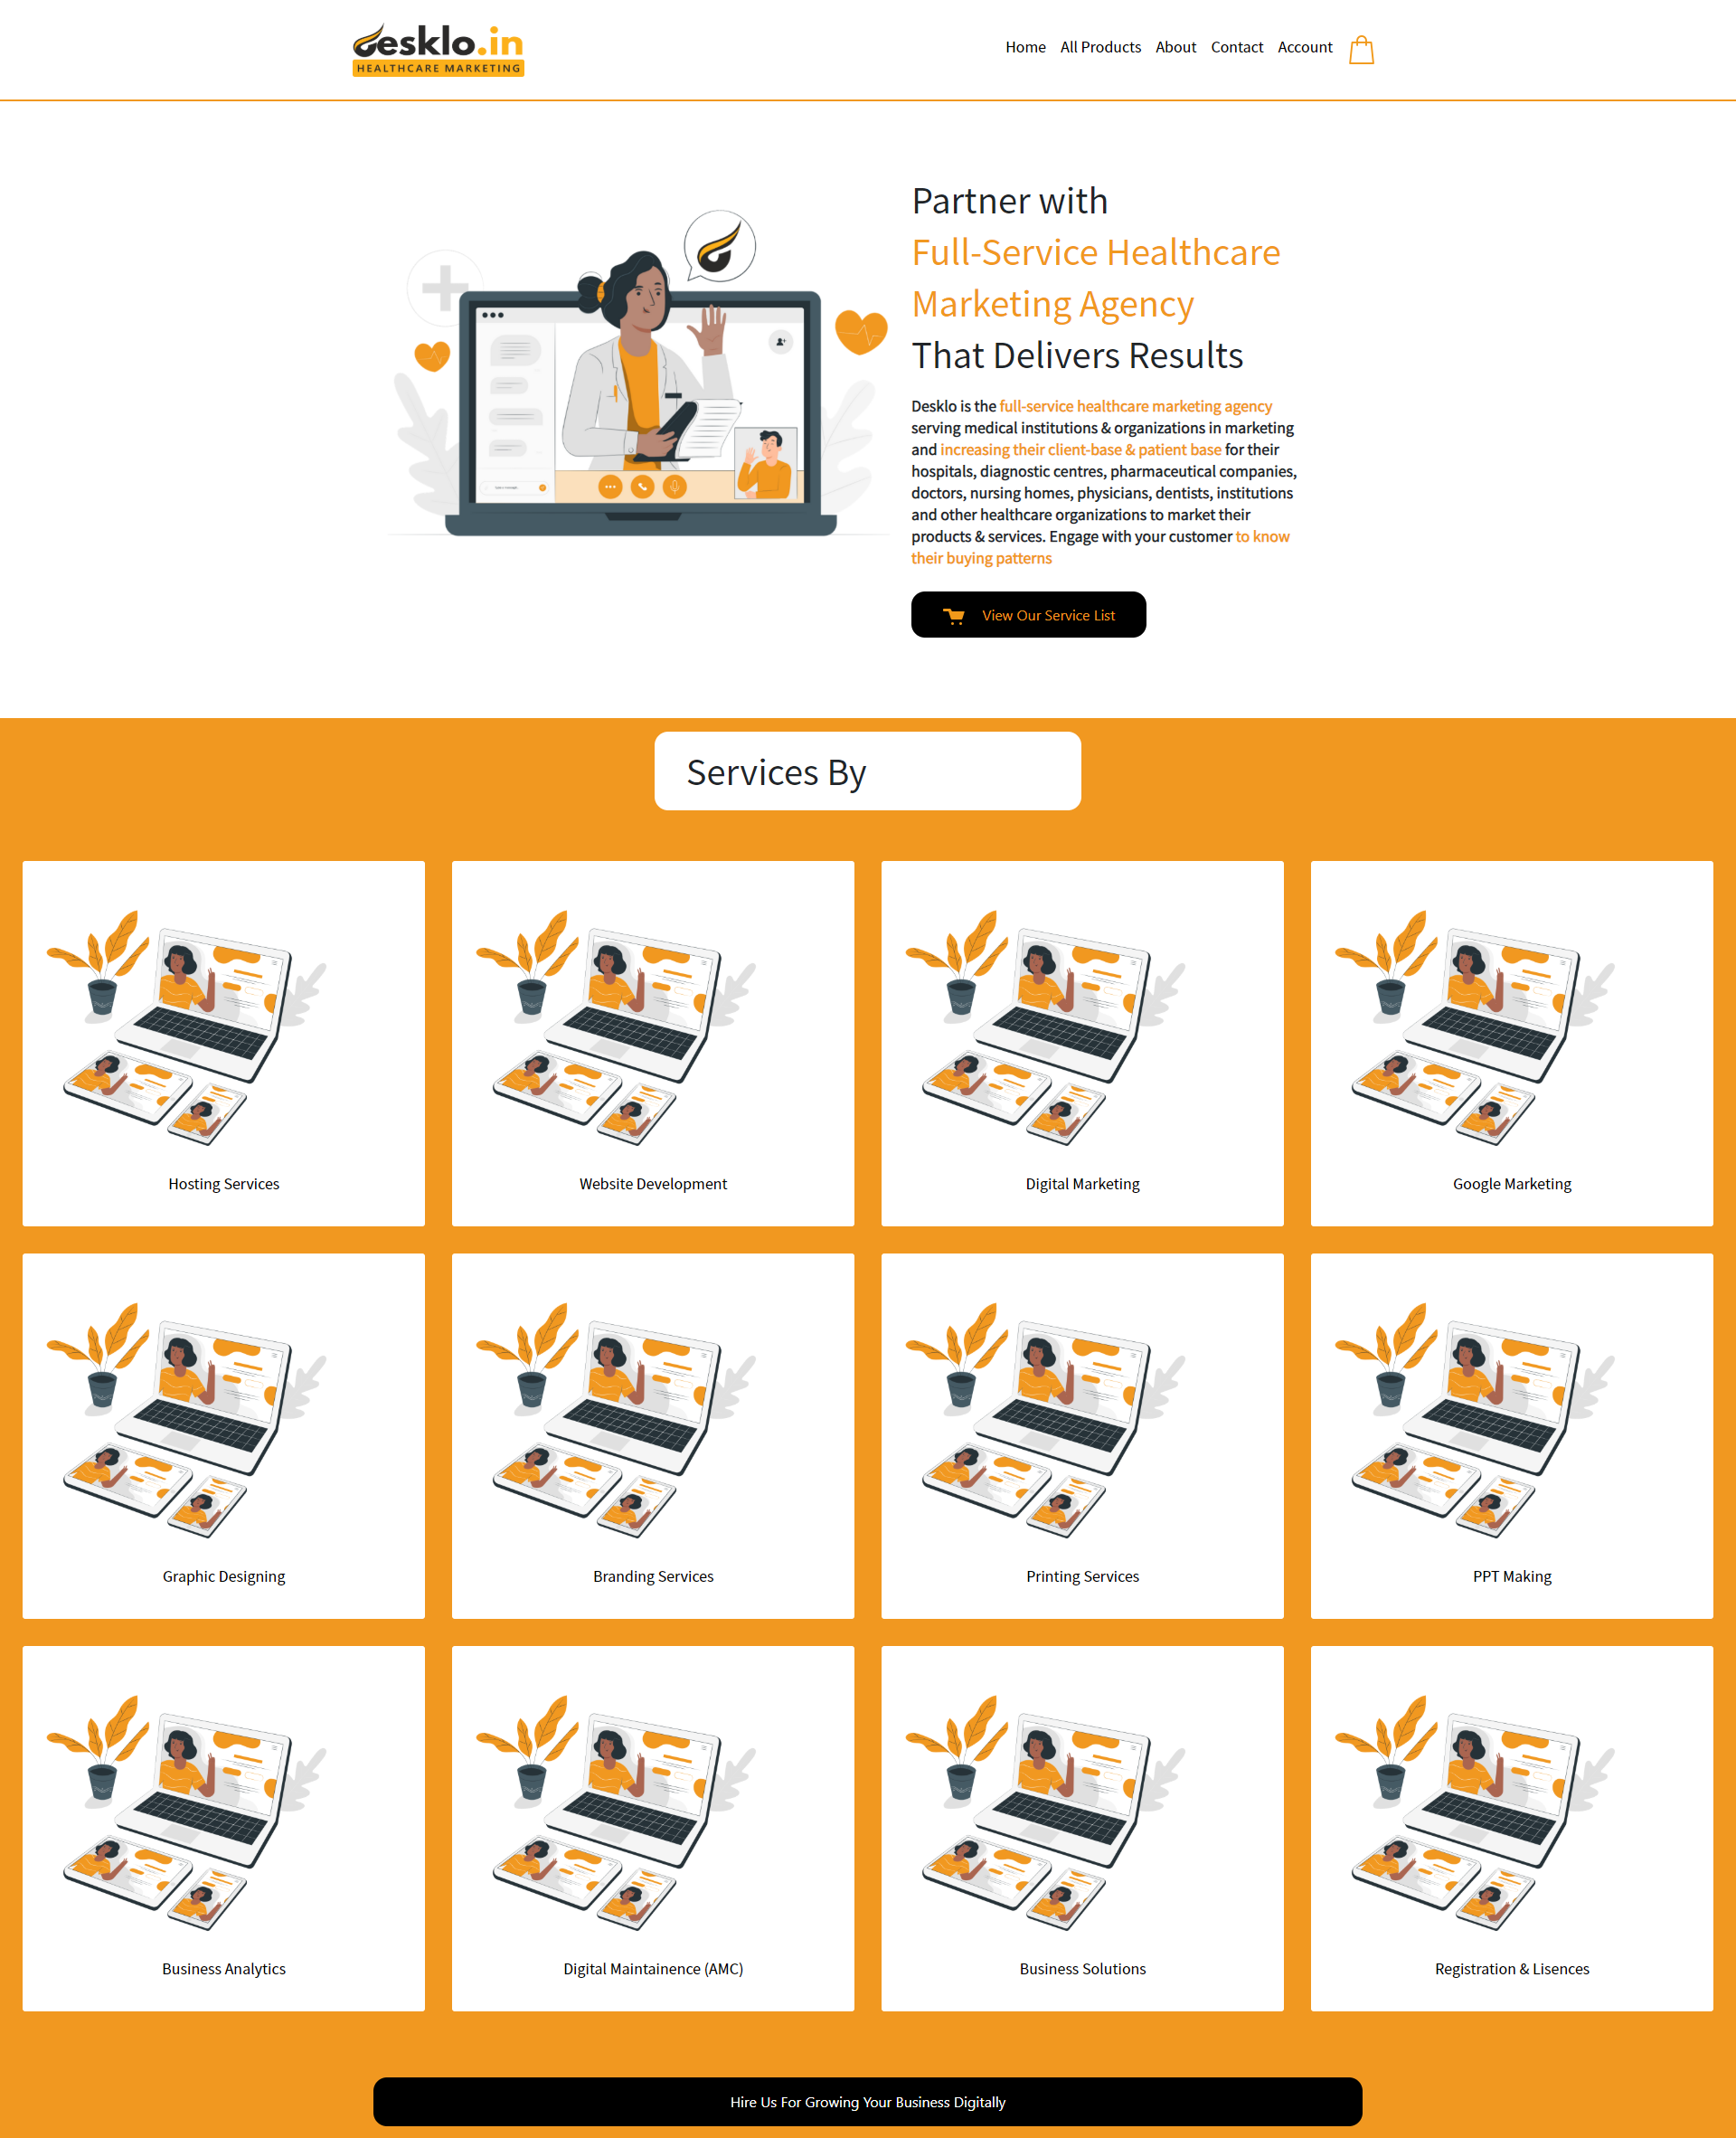 desklo.in
HEALTHCARE MARKETING
Home All Products About Contact Account
Partner with
Full-Service Healthcare
Marketing Agency
That Delivers Results
Desklo is the full-service healthcare marketing agency
serving medical institutions & organizations in marketing
and increasing their client-base & patient base for their
hospitals, diagnostic centres, pharmaceutical companies,
doctors, nursing homes, physicians, dentists, institutions
and other healthcare organizations to market their
products & services. Engage with your customer to know
their buying patterns
View Our Service List
Services By
Hosting Services
Website Development
Digital Marketing
Google Marketing
Graphic Designing
Branding Services
Printing Services
PPT Making
Business Analytics
Digital Maintainence (AMC)
Business Solutions
Registration & Lisences
Hire Us For Growing Your Business Digitally